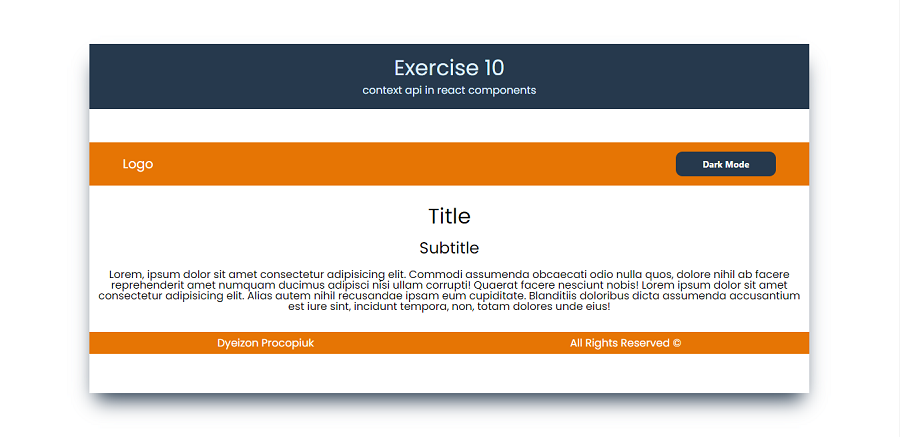 Exercise 10
context api in react components
Logo
Dark Mode
Title
Subtitle
Lorem, ipsum dolor sit amet consectetur adipisicing elit. Commodi assumenda obcaecati odio nulla quos, dolore nihil ab facere
reprehenderit amet numquam ducimus adipisci nisi ullam corrupti! Quaerat facere nesciunt nobis! Lorem ipsum dolor sit amet
consectetur adipisicing elit. Alias autem nihil recusandae ipsam eum cupiditate. Blanditiis doloribus dicta assumenda accusantium
est iure sint, incidunt tempora, non, totam dolores unde eius!
Dyeizon Procopiuk
All Rights Reserved ©